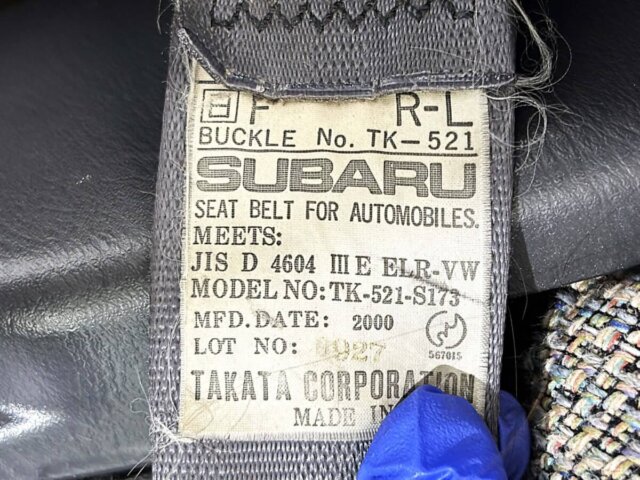 日 F R-L
BUCKLE No. TK-521
SUBARU
SEAT BELT FOR AUTOMOBILES.
MEETS:
JIS D 4604 III E ELR-VW
MODEL NO: TK-521-S173
MFD. DATE: 2000
LOT NO:
567015
TAKATA CORPORATION
MADE IN